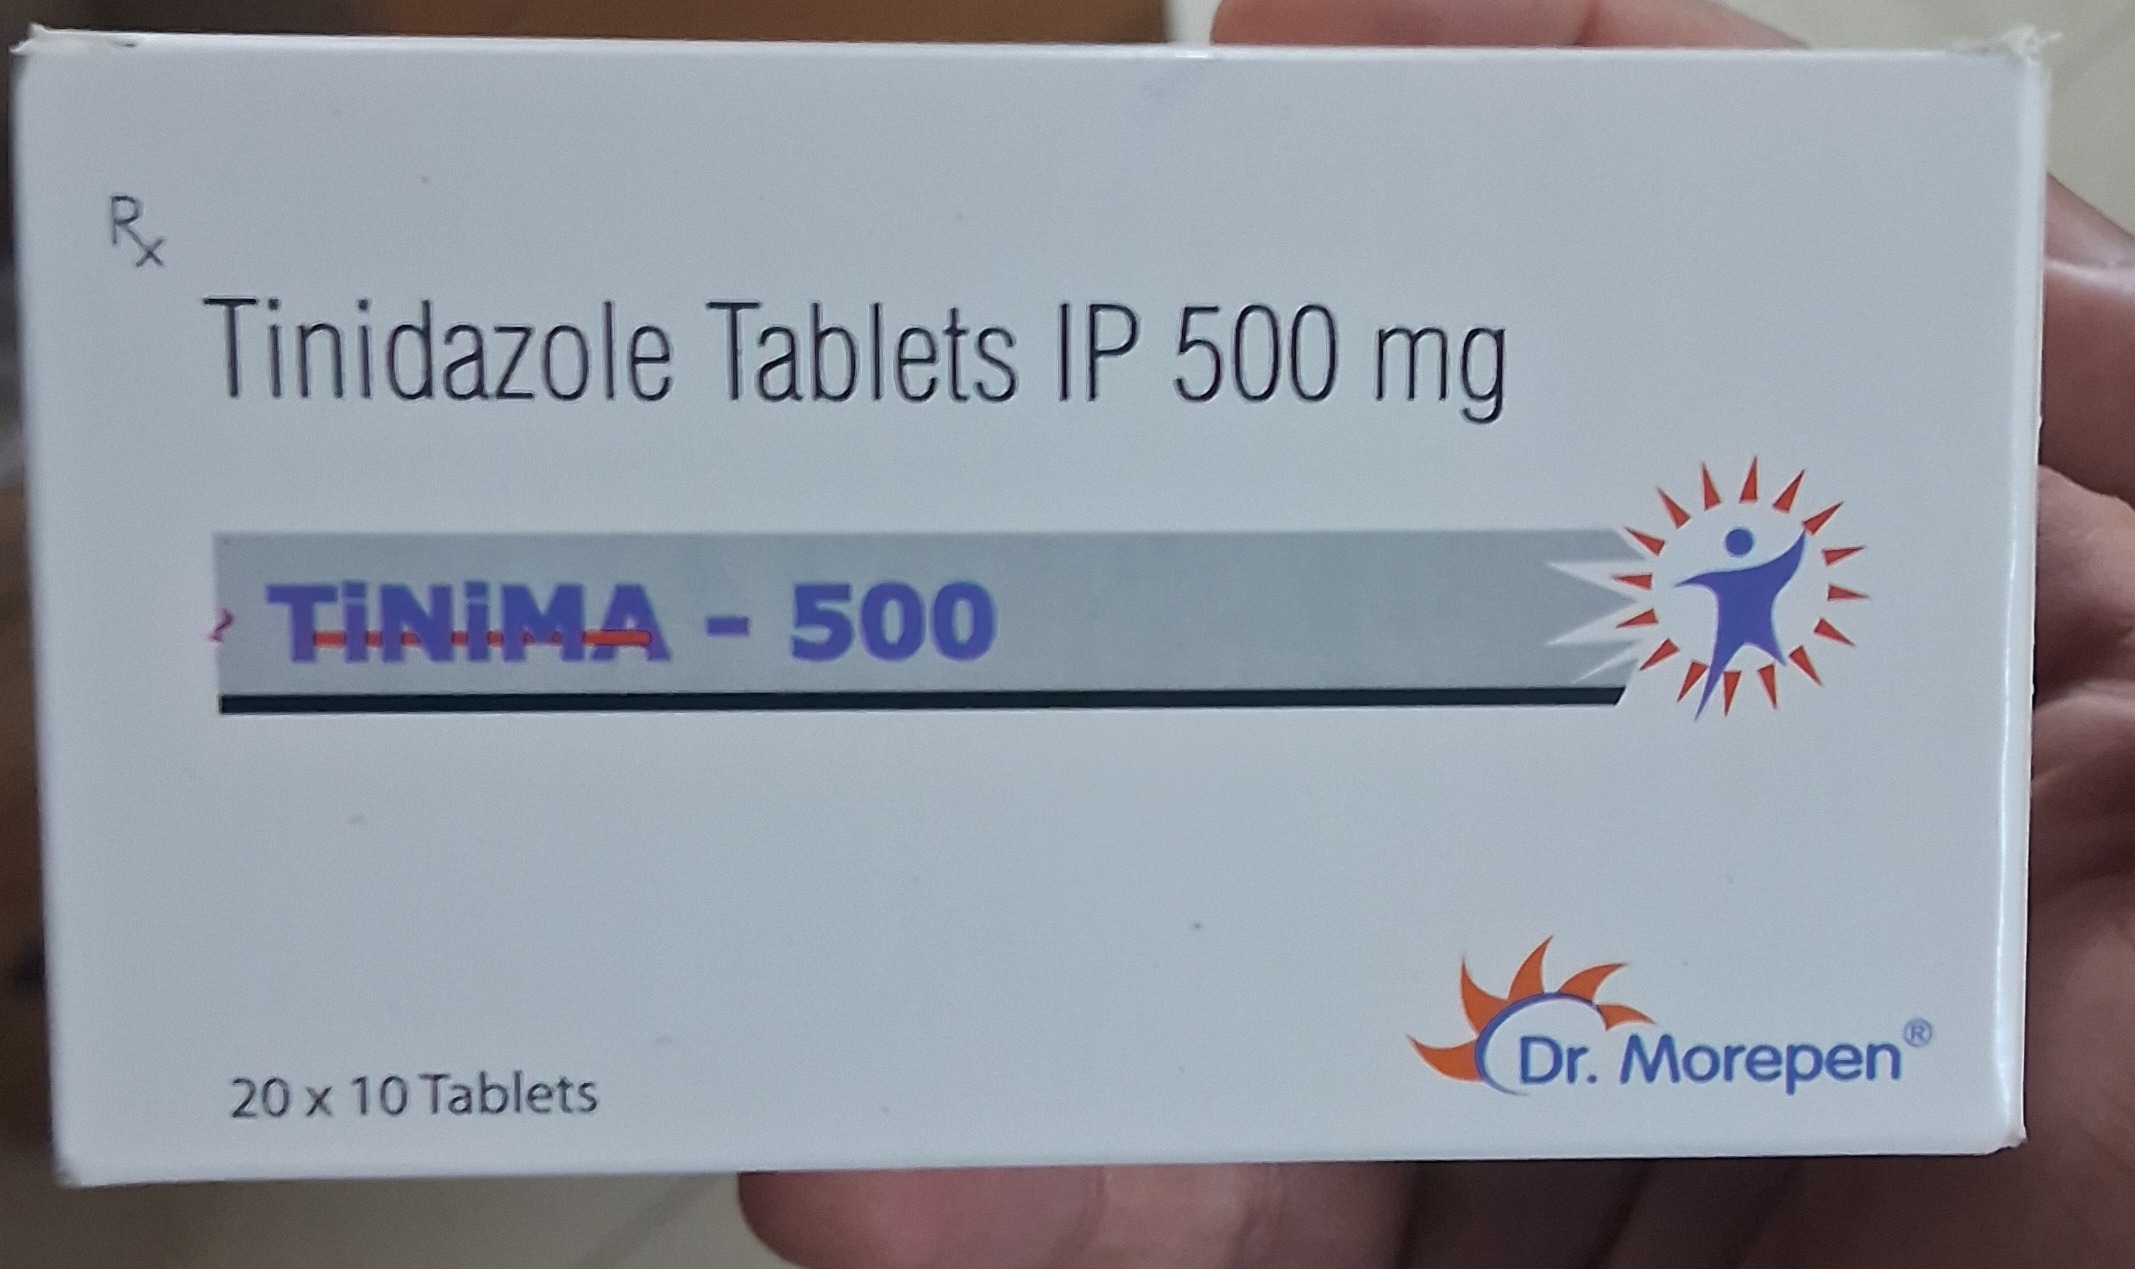 Rx
Tinidazole Tablets IP 500 mg
TiNiMA - 500
20 x 10 Tablets
Dr. Morepen®